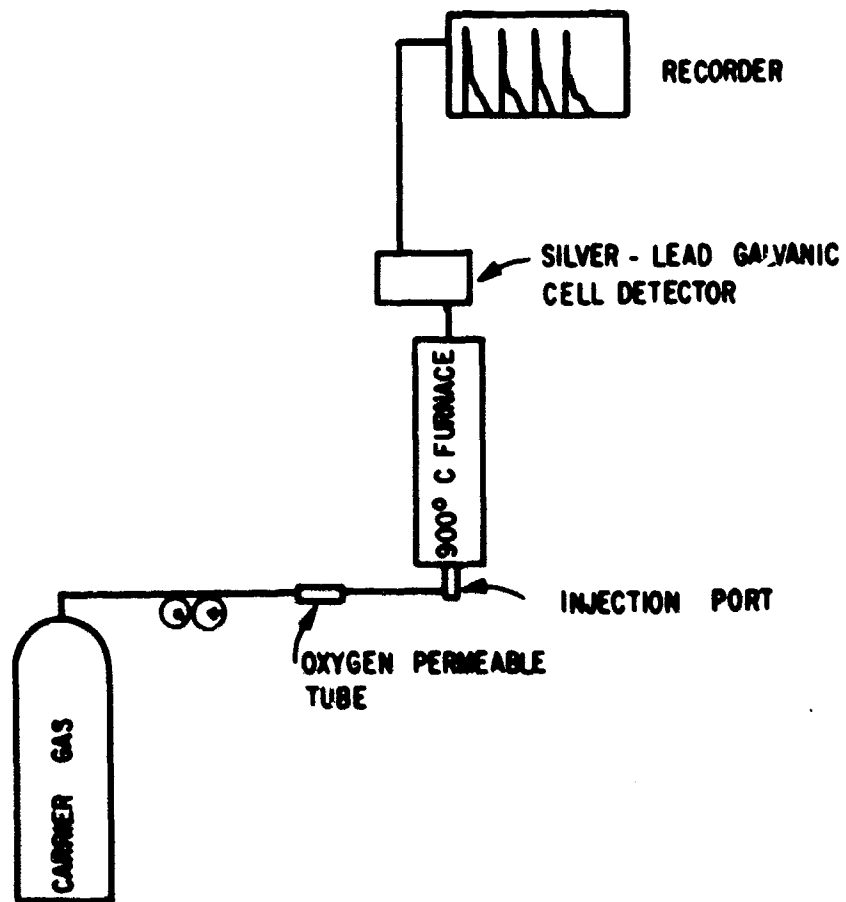 RECORDER
SILVER - LEAD GALVANIC
CELL DETECTOR
900° C FURNACE
INJECTION PORT
OXYGEN PERMEABLE
TUBE
CARRIER GAS